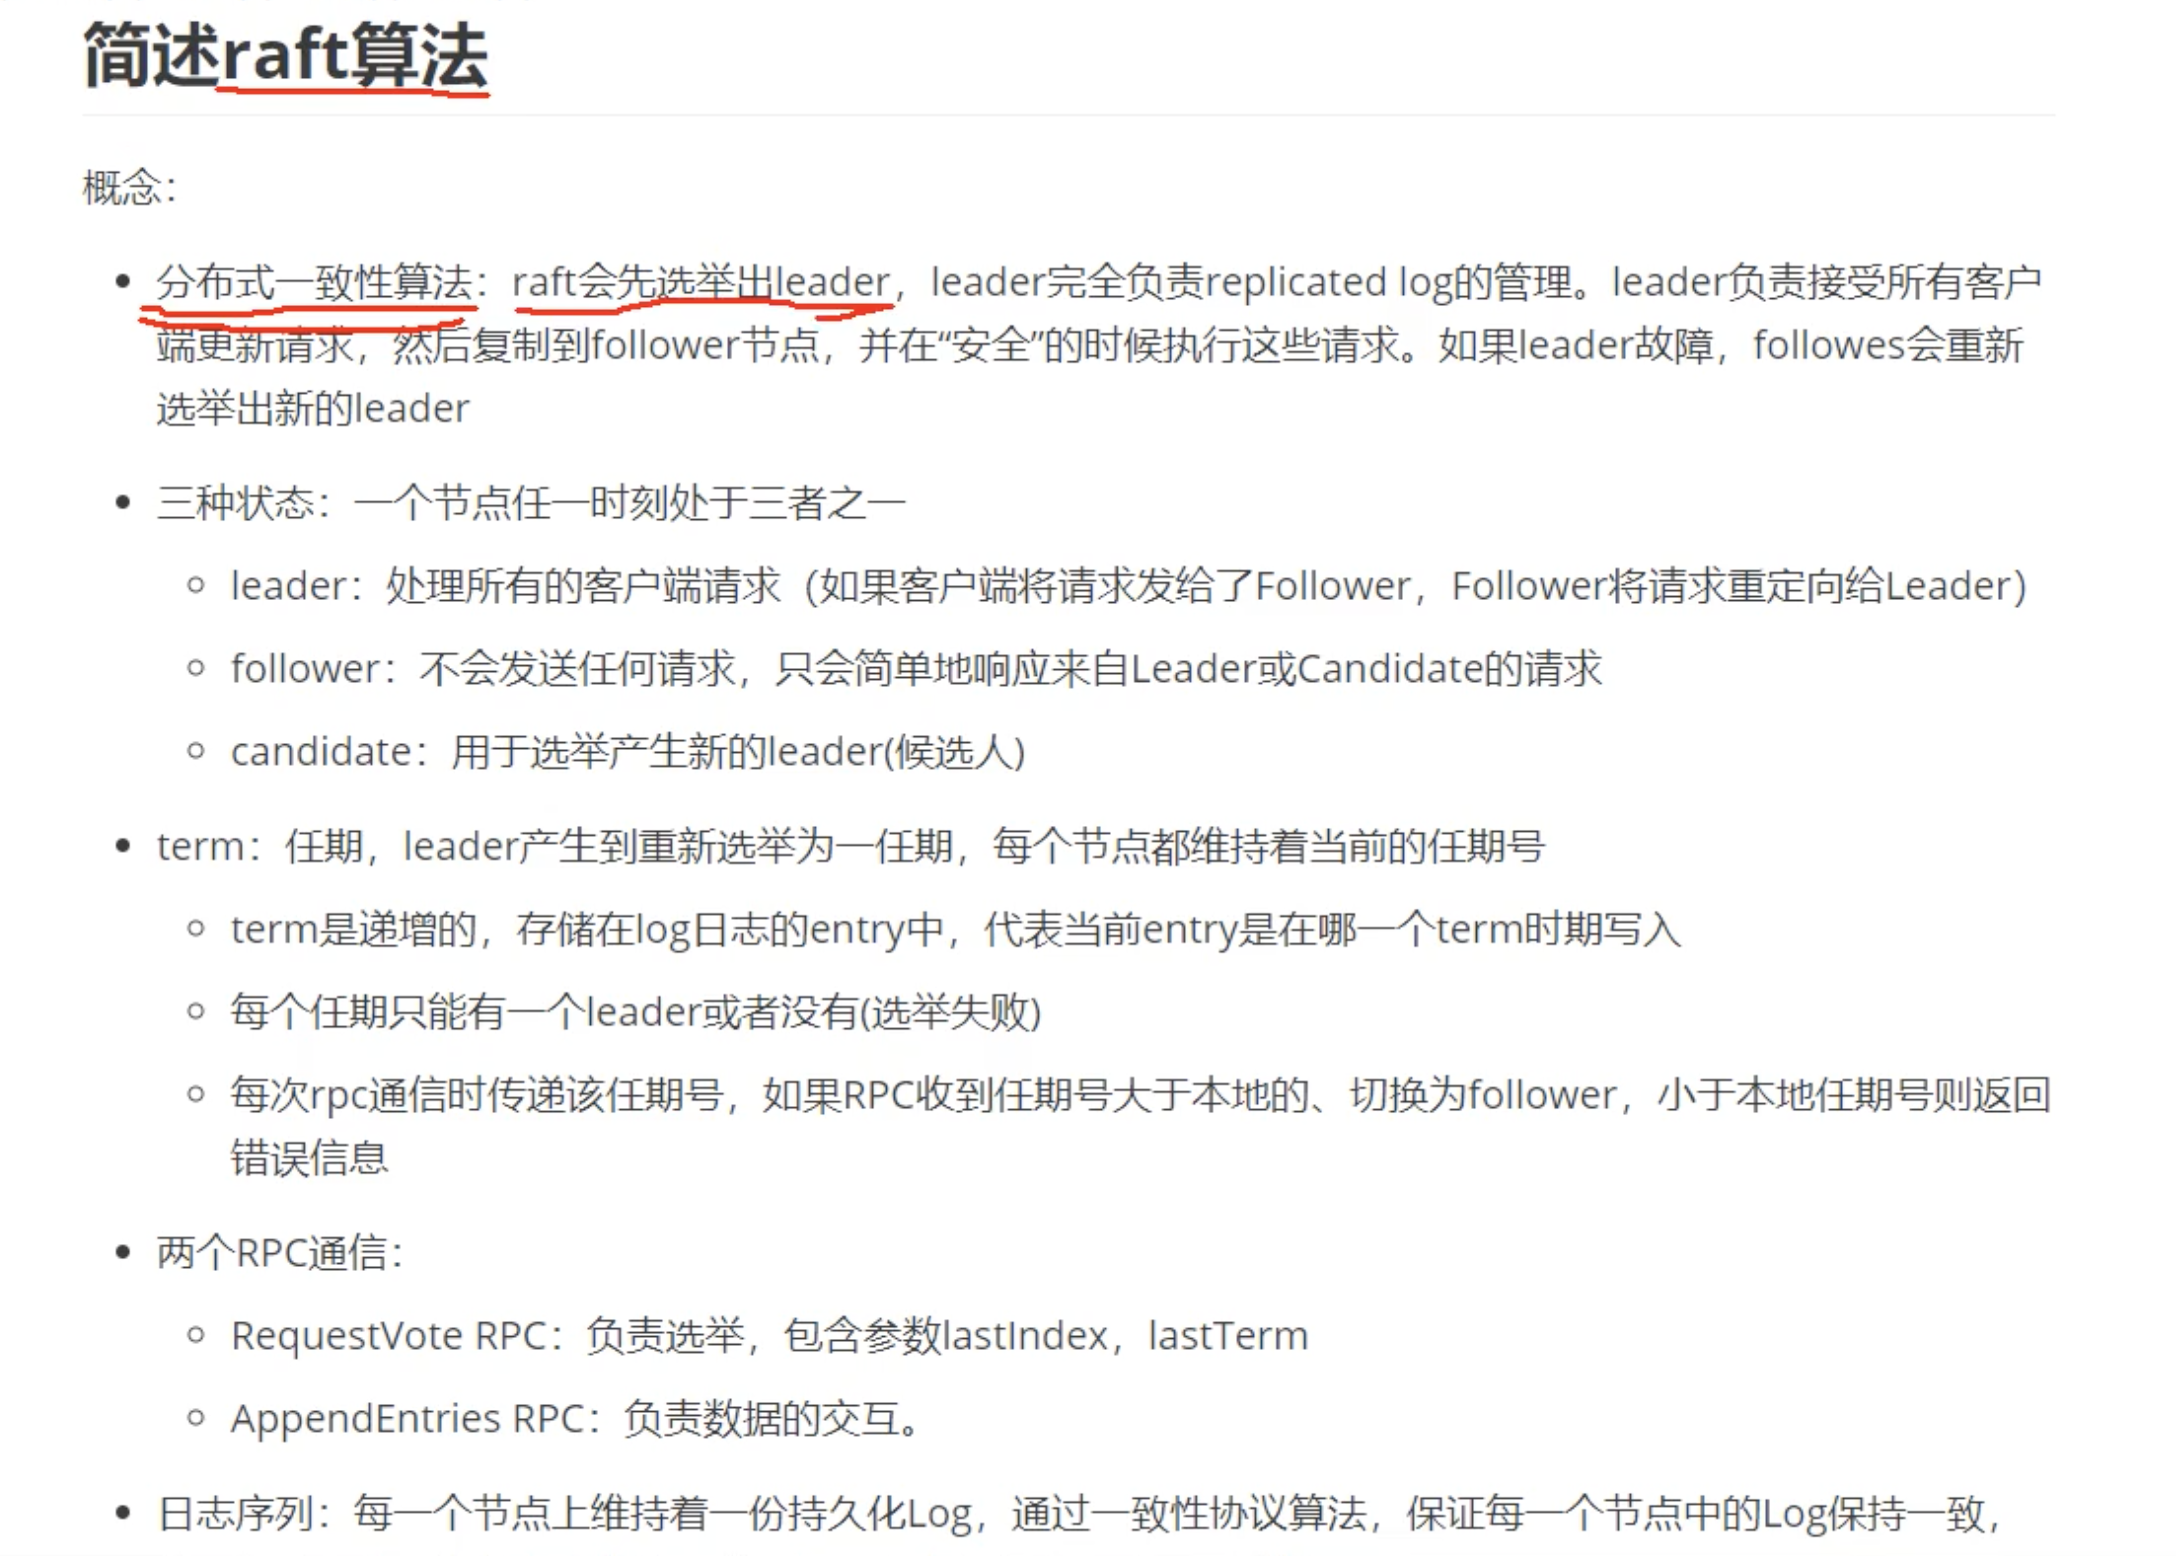 简述raft算法
概念：
分布式一致性算法：raft会先选举出leader，leader完全负责replicated log的管理。leader负责接受所有客户
端更新请求，然后复制到follower节点，并在“安全”的时候执行这些请求。如果leader故障，followes会重新
选举出新的leader
三种状态：一个节点任一时刻处于三者之一
leader：处理所有的客户端请求（如果客户端将请求发给了Follower，Follower将请求重定向给Leader）
follower：不会发送任何请求，只会简单地响应来自Leader或Candidate的请求
candidate：用于选举产生新的leader(候选人)
term：任期，leader产生到重新选举为一任期，每个节点都维持着当前的任期号
term是递增的，存储在log日志的entry中，代表当前entry是在哪一个term时期写入
每个任期只能有一个leader或者没有(选举失败)
每次rpc通信时传递该任期号，如果RPC收到任期号大于本地的、切换为follower，小于本地任期号则返回
错误信息
两个RPC通信：
RequestVote RPC：负责选举，包含参数lastIndex，lastTerm
AppendEntries RPC：负责数据的交互。
日志序列：每一个节点上维持着一份持久化Log，通过一致性协议算法，保证每一个节点中的Log保持一致，